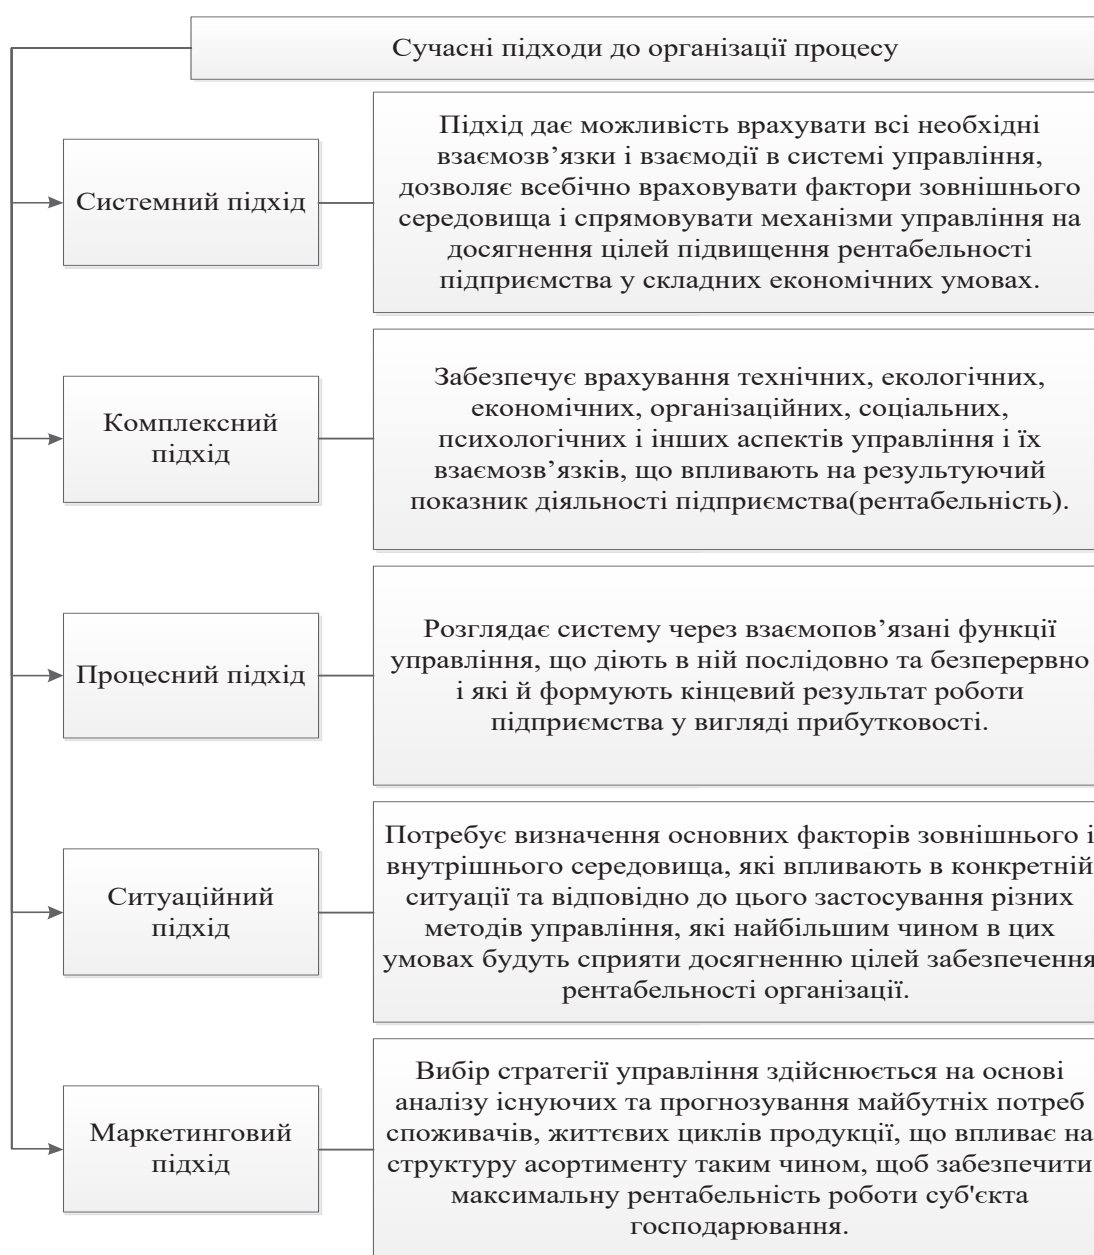 Сучасні підходи до організації процесу
Системний підхід
Підхід дає можливість врахувати всі необхідні
взаємозв’язки і взаємодії в системі управління,
дозволяє всебічно враховувати фактори зовнішнього
середовища і спрямовувати механізми управління на
досягнення цілей підвищення рентабельності
підприємства у складних економічних умовах.
Комплексний
підхід
Забезпечує врахування технічних, екологічних,
економічних, організаційних, соціальних,
психологічних і інших аспектів управління і їх
взаємозв’язків, що впливають на результуючий
показник діяльності підприємства(рентабельність).
Процесний підхід
Розглядає систему через взаємопов’язані функції
управління, що діють в ній послідовно та безперервно
і які й формують кінцевий результат роботи
підприємства у вигляді прибутковості.
Ситуаційний
підхід
Потребує визначення основних факторів зовнішнього і
внутрішнього середовища, які впливають в конкретній
ситуації та відповідно до цього застосування різних
методів управління, які найбільшим чином в цих
умовах будуть сприяти досягненню цілей забезпечення
рентабельності організації.
Маркетинговий
підхід
Вибір стратегії управління здійснюється на основі
аналізу існуючих та прогнозування майбутніх потреб
споживачів, життєвих циклів продукції, що впливає на
структуру асортименту таким чином, щоб забезпечити
максимальну рентабельність роботи суб'єкта
господарювання.